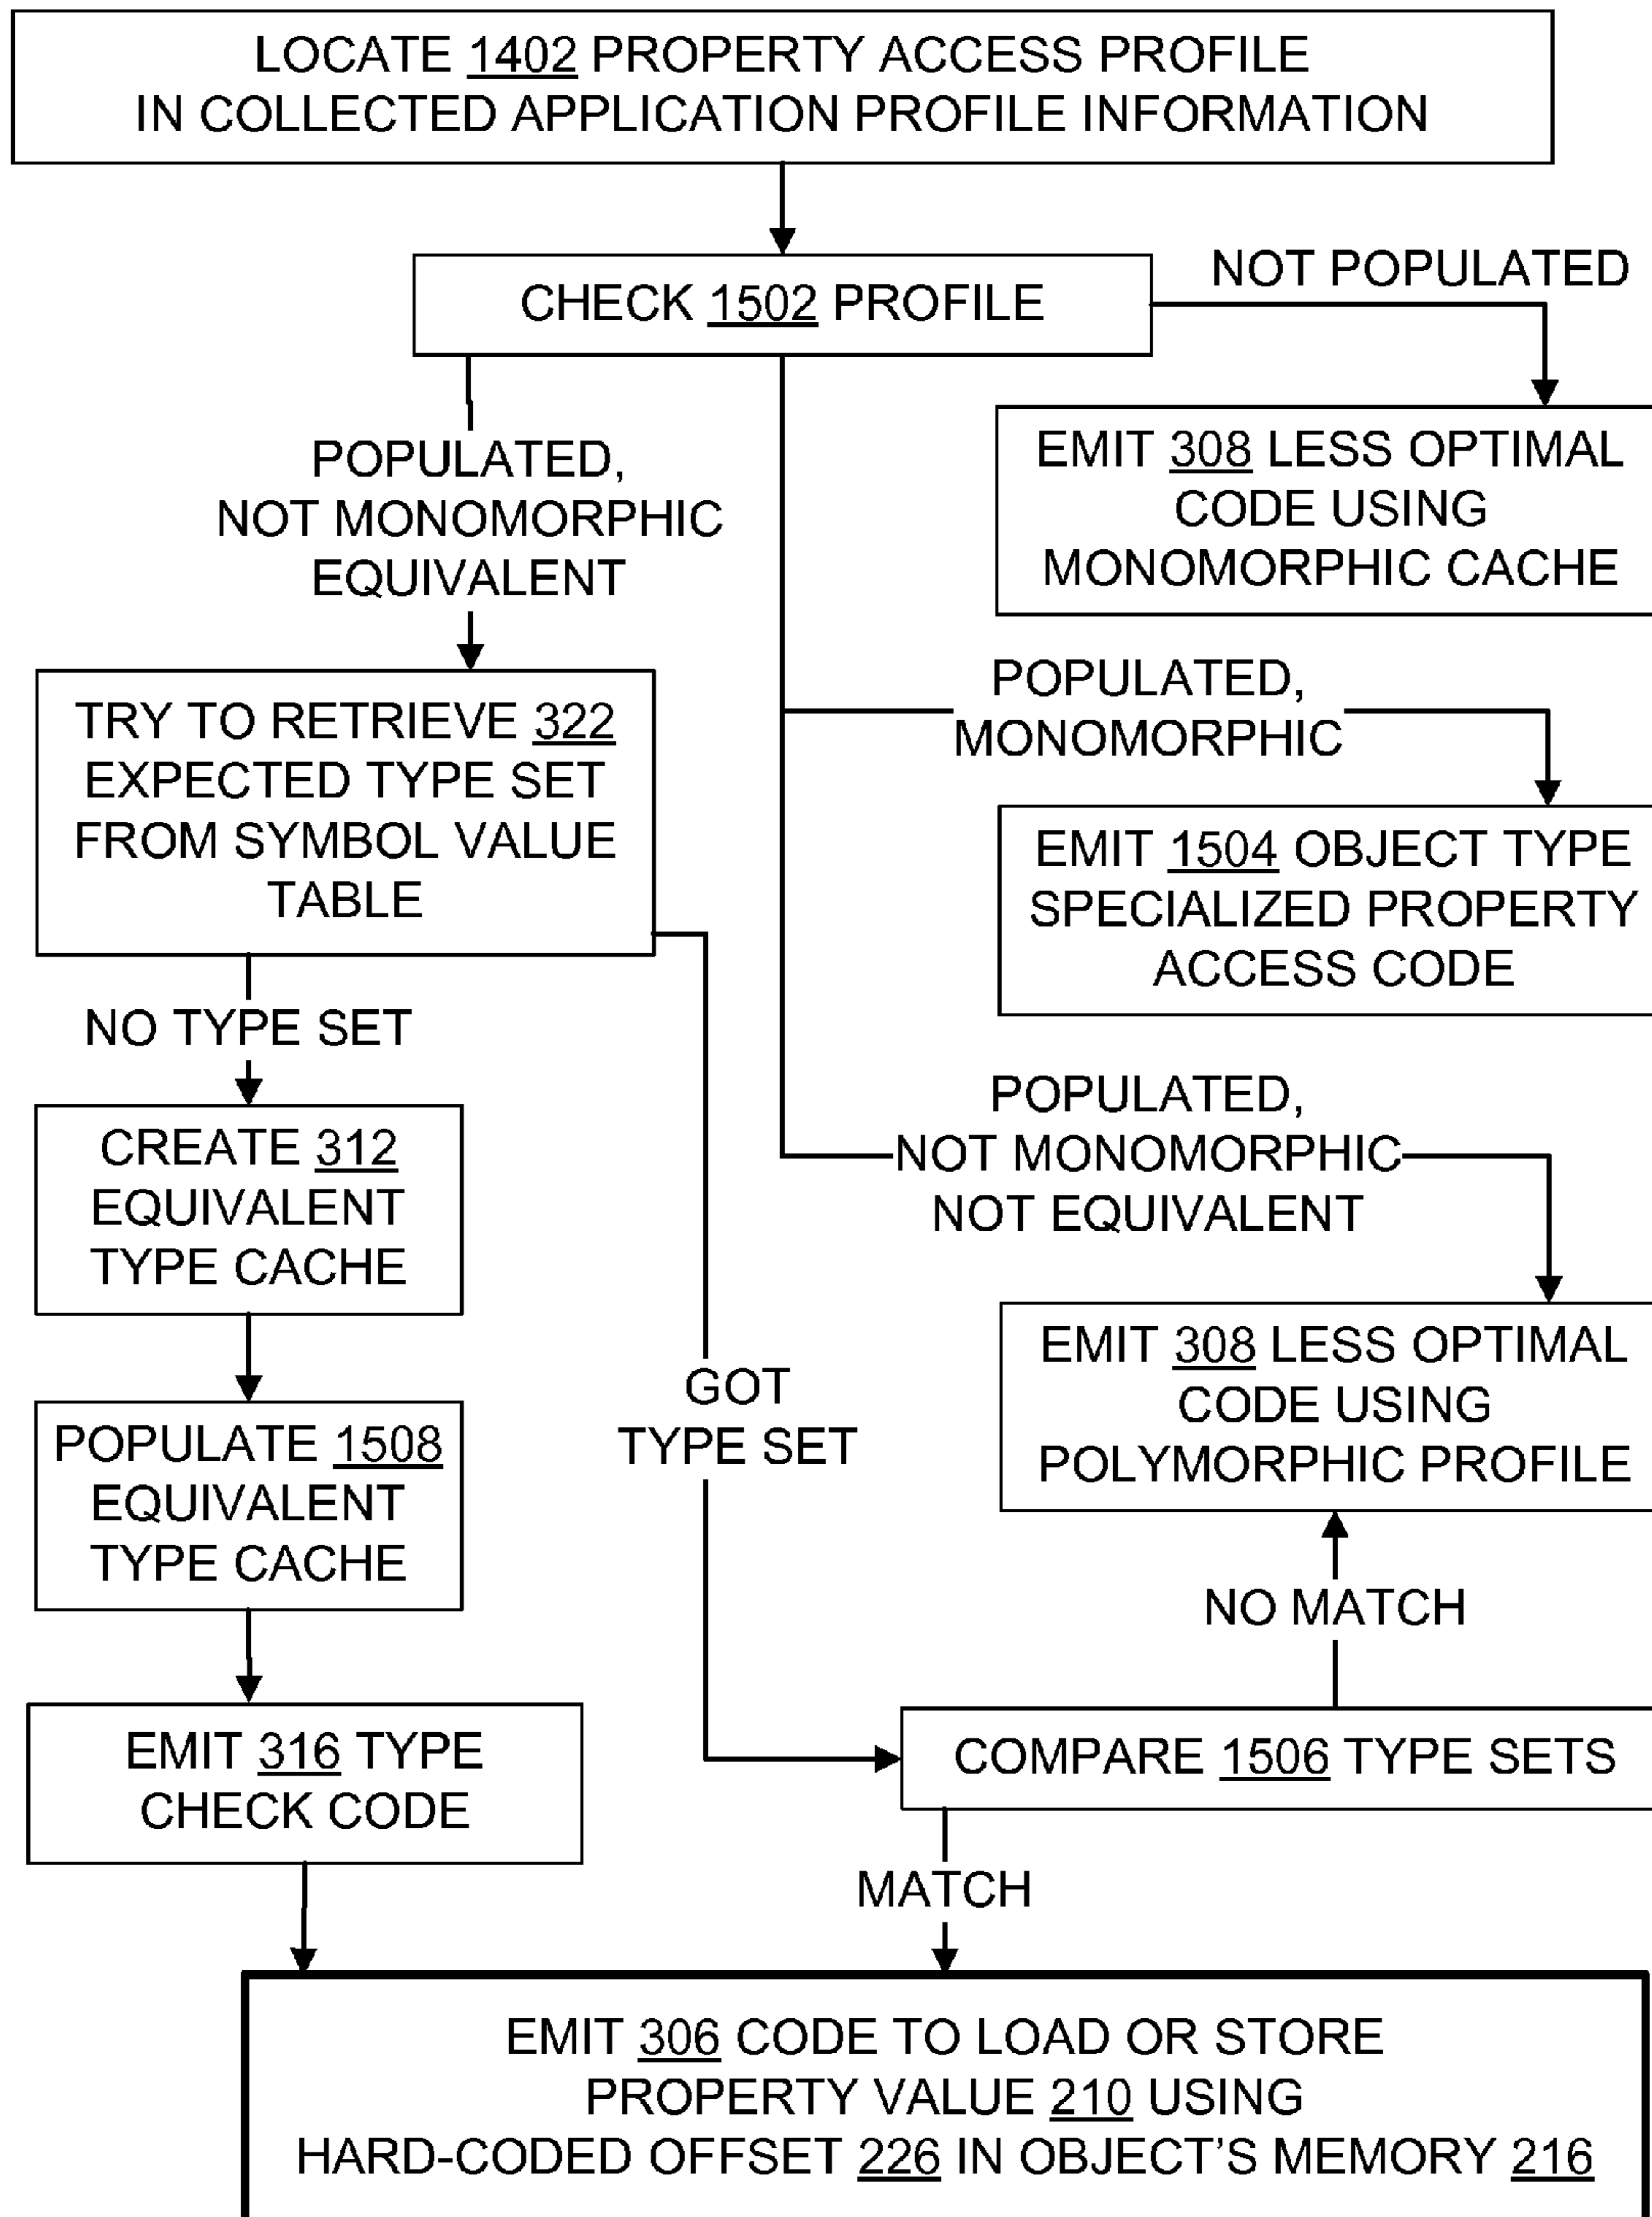 LOCATE 1402 PROPERTY ACCESS PROFILE
IN COLLECTED APPLICATION PROFILE INFORMATION
CHECK 1502 PROFILE
NOT POPULATED
EMIT 308 LESS OPTIMAL
CODE USING
MONOMORPHIC CACHE
POPULATED,
NOT MONOMORPHIC
EQUIVALENT
POPULATED,
MONOMORPHIC
TRY TO RETRIEVE 322
EXPECTED TYPE SET
FROM SYMBOL VALUE
TABLE
EMIT 1504 OBJECT TYPE
SPECIALIZED PROPERTY
ACCESS CODE
NO TYPE SET
POPULATED,
NOT MONOMORPHIC
NOT EQUIVALENT
CREATE 312
EQUIVALENT
TYPE CACHE
EMIT 308 LESS OPTIMAL
CODE USING
POLYMORPHIC PROFILE
GOT
TYPE SET
POPULATE 1508
EQUIVALENT
TYPE CACHE
NO MATCH
EMIT 316 TYPE
CHECK CODE
COMPARE 1506 TYPE SETS
MATCH
EMIT 306 CODE TO LOAD OR STORE
PROPERTY VALUE 210 USING
HARD-CODED OFFSET 226 IN OBJECT'S MEMORY 216